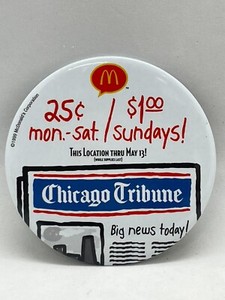 M
25¢ / $1.00
mon.-sat. / sundays!
THIS LOCATION THRU MAY 13!
(WHILE SUPPLIES LAST)
©1999 McDonald's Corporation
Chicago Tribune
Big news today!